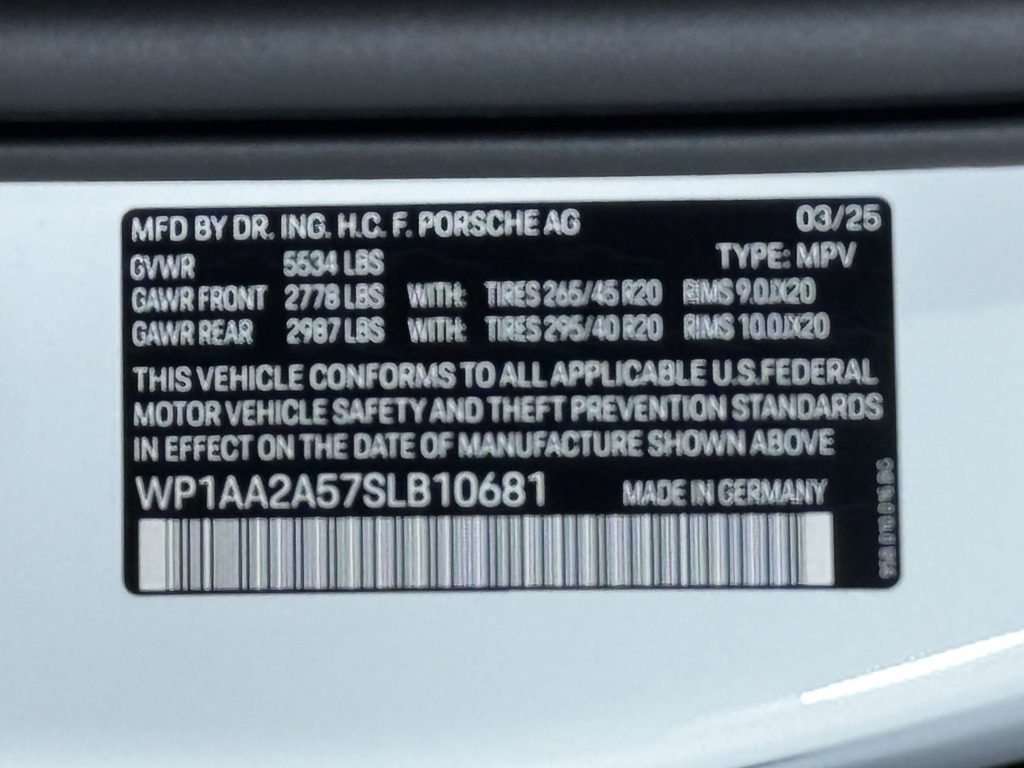 MFD BY DR. ING. H.C. F. PORSCHE AG 03/25
GVWR 5534 LBS TYPE: MPV
GAWR FRONT 2778 LBS WITH: TIRES 265/45 R20 RIMS 9.0JX20
GAWR REAR 2987 LBS WITH: TIRES 295/40 R20 RIMS 10.0JX20
THIS VEHICLE CONFORMS TO ALL APPLICABLE U.S.FEDERAL
MOTOR VEHICLE SAFETY AND THEFT PREVENTION STANDARDS
IN EFFECT ON THE DATE OF MANUFACTURE SHOWN ABOVE
WP1AA2A57SLB10681 MADE IN GERMANY